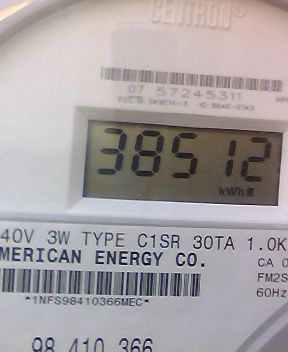 CENTRON®
07 57245311
38512
kWh
40V 3W TYPE C1SR 30TA 1.0K
MERICAN ENERGY CO.
CA 0
FM2S
60Hz
*1NFS98410366MEC*
98 410 366